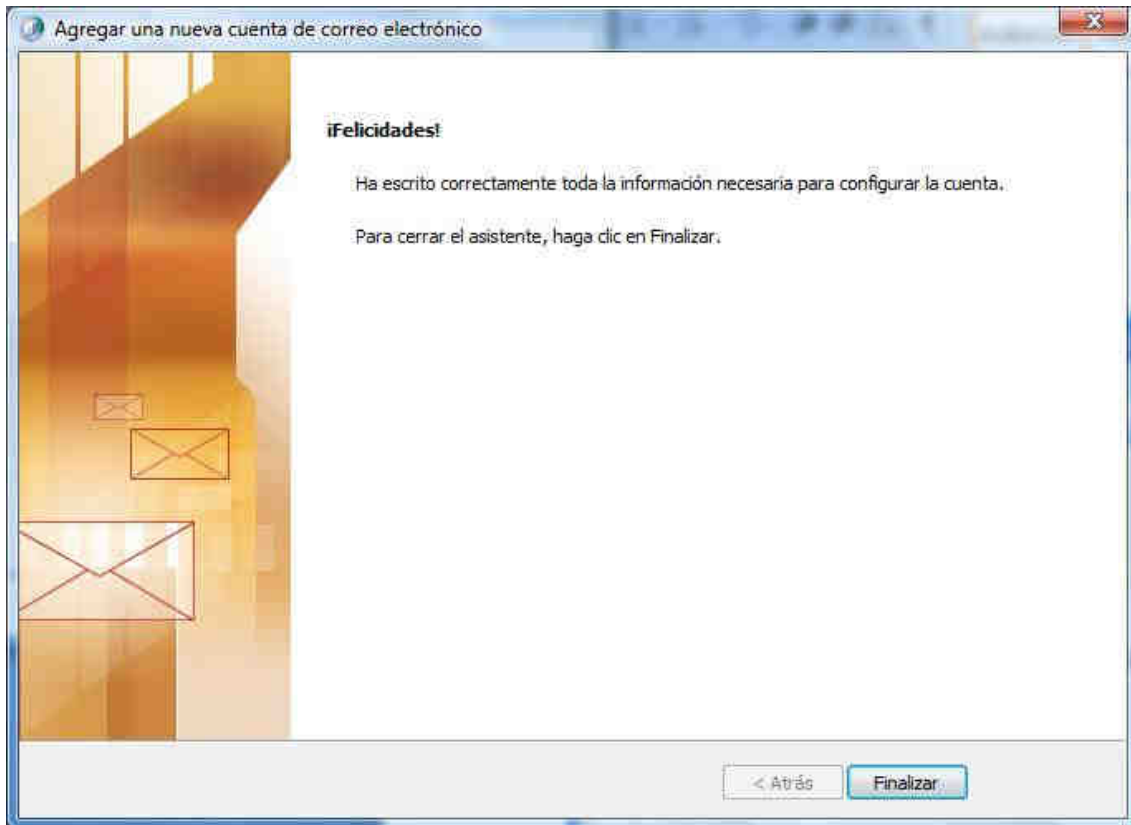 Agregar una nueva cuenta de correo electrónico
¡Felicidades!
Ha escrito correctamente toda la información necesaria para configurar la cuenta.
Para cerrar el asistente, haga clic en Finalizar.
< Atrás
Finalizar